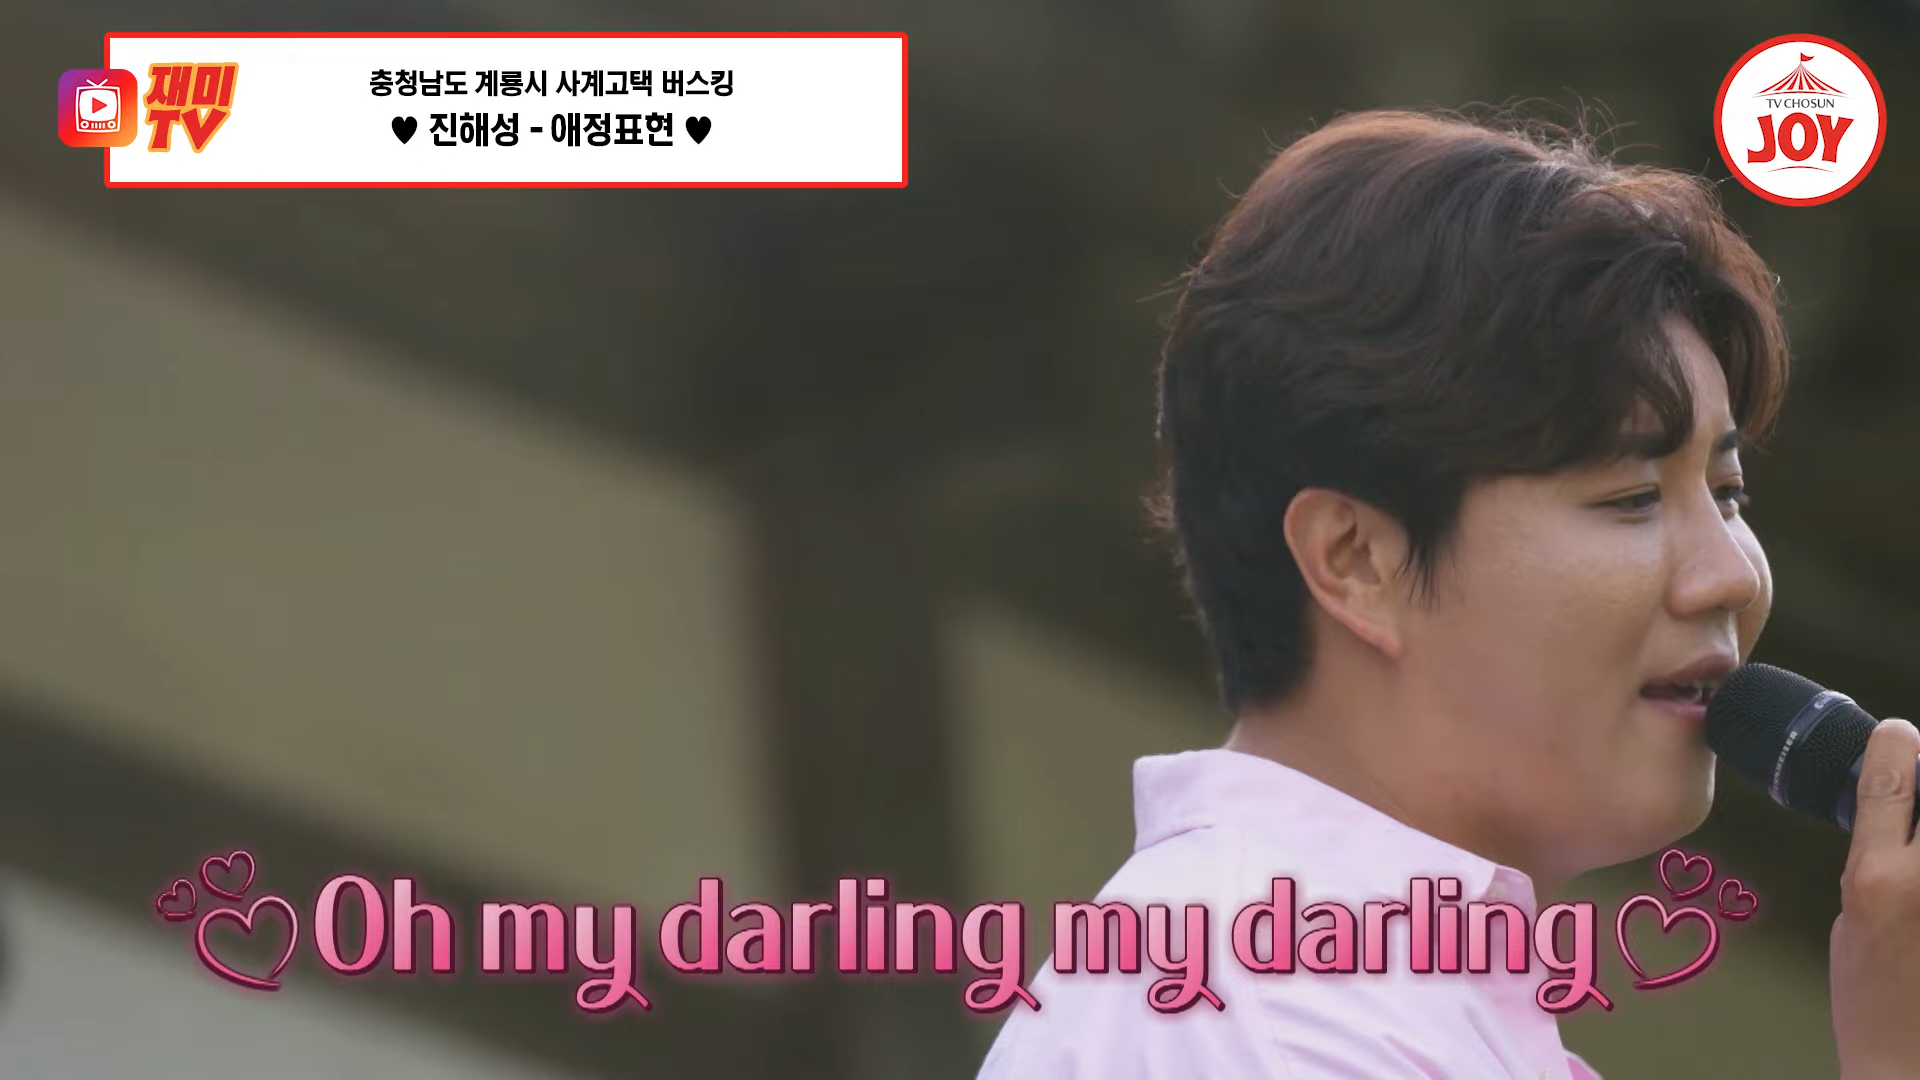 재미
TV
충청남도 계룡시 사계고택 버스킹
♥ 진해성 - 애정표현 ♥
TV CHOSUN
JOY
Oh my darling my darling